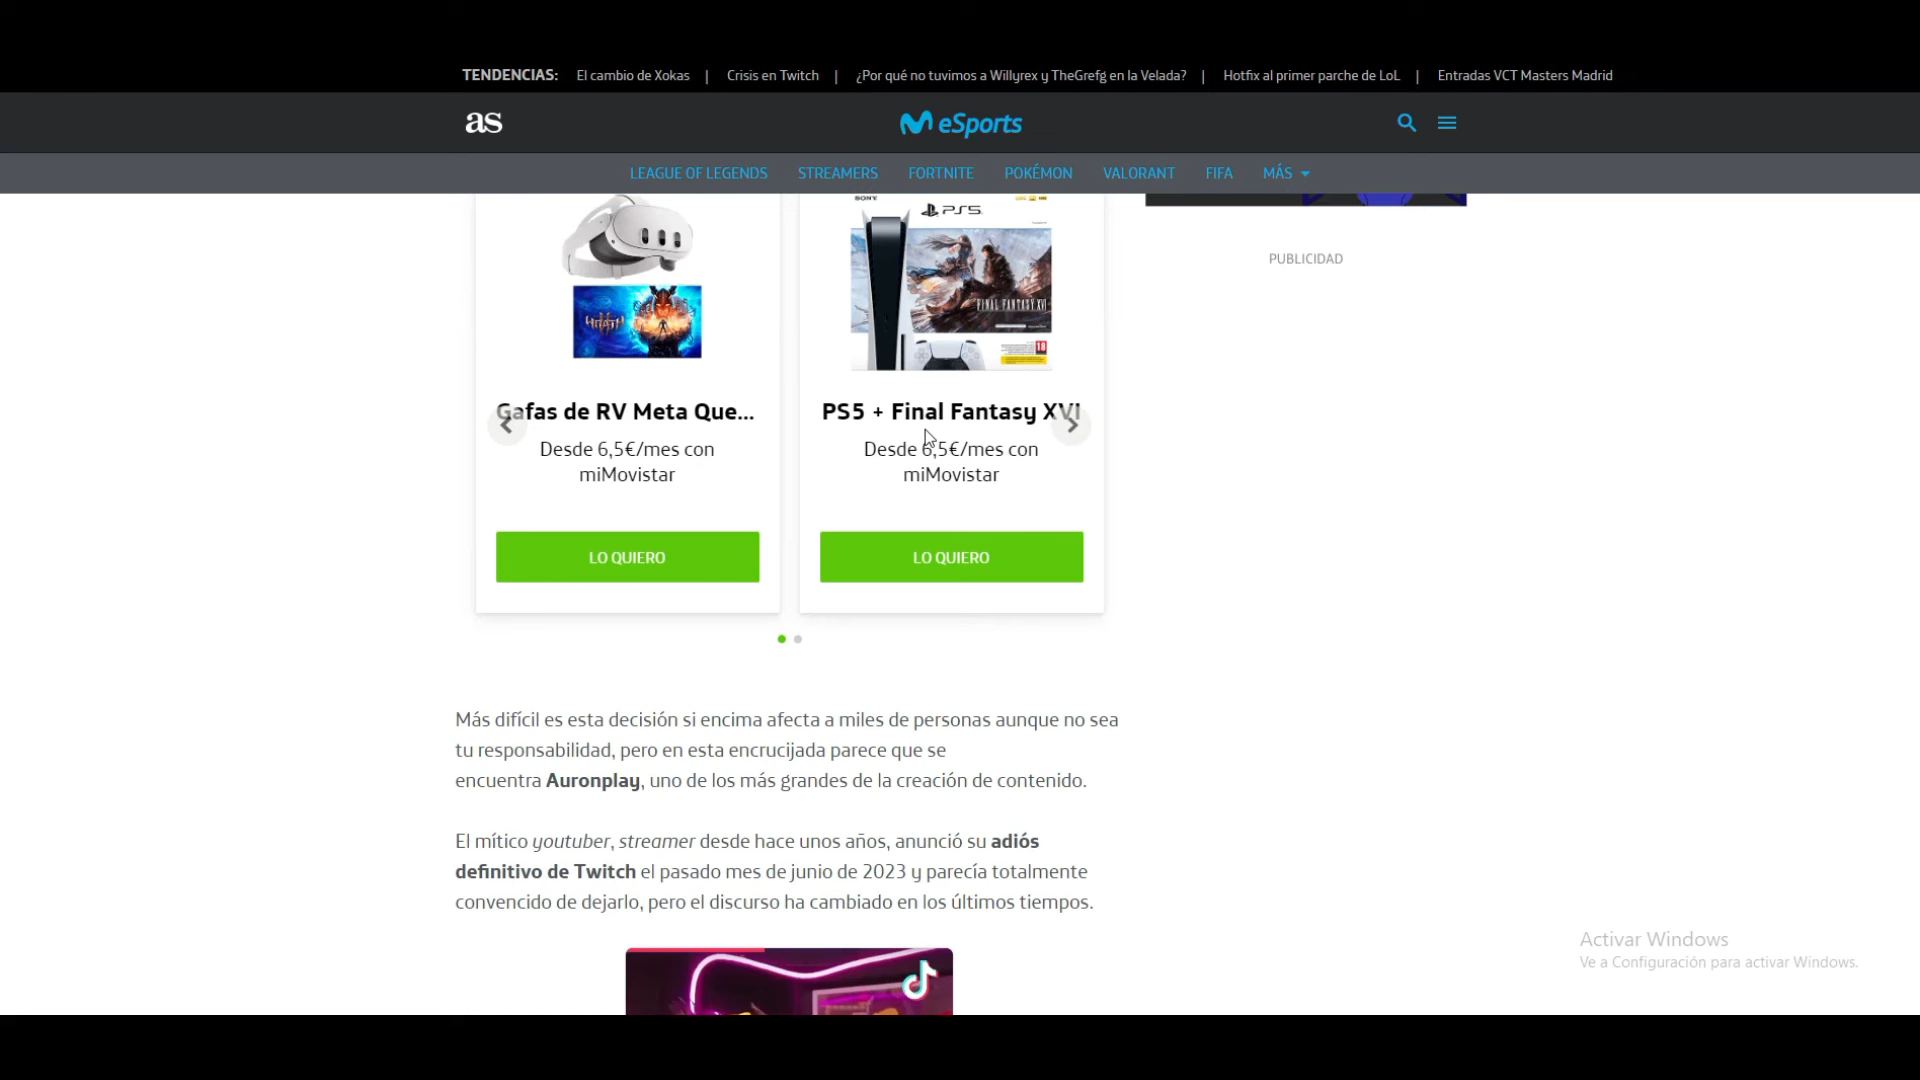 TENDENCIAS: El cambio de Xokas | Crisis en Twitch | ¿Por qué no tuvimos a Willyrex y TheGrefg en la Velada? | Hotfix al primer parche de LoL | Entradas VCT Masters Madrid
as
eSports
LEAGUE OF LEGENDS STREAMERS FORTNITE POKÉMON VALORANT FIFA MÁS
SONY
PS5
WRATH
FINAL FANTASY XVI
18
PUBLICIDAD
Gafas de RV Meta Que...
Desde 6,5€/mes con
miMovistar
LO QUIERO
PS5 + Final Fantasy XVI
Desde 6,5€/mes con
miMovistar
LO QUIERO
Más difícil es esta decisión si encima afecta a miles de personas aunque no sea
tu responsabilidad, pero en esta encrucijada parece que se
encuentra Auronplay, uno de los más grandes de la creación de contenido.
El mítico youtuber, streamer desde hace unos años, anunció su adiós
definitivo de Twitch el pasado mes de junio de 2023 y parecía totalmente
convencido de dejarlo, pero el discurso ha cambiado en los últimos tiempos.
Activar Windows
Ve a Configuración para activar Windows.